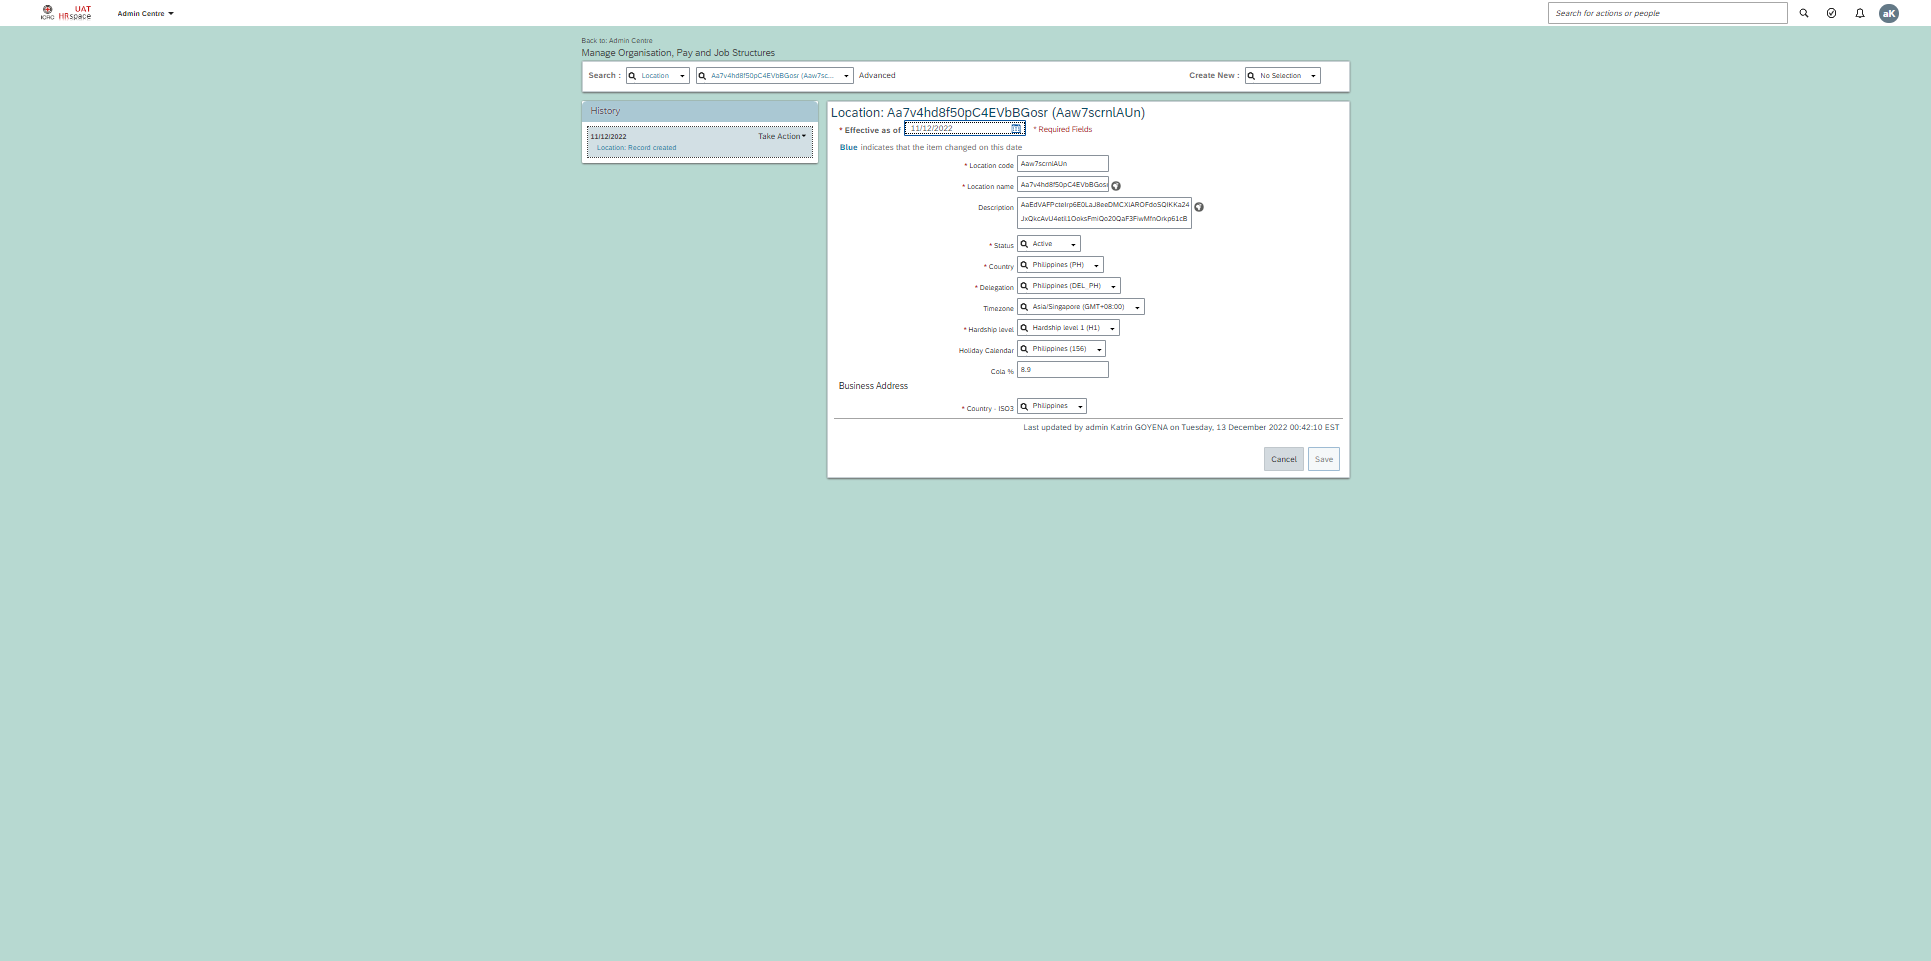 ICRC
UAT
HRspace
Admin Centre
Search for actions or people
aK
Back to: Admin Centre
Manage Organisation, Pay and Job Structures
Search : Location Aa7v4hd8f50pC4EVbBGosr (Aaw7sc... Advanced
Create New : No Selection
History
11/12/2022 Take Action
Location: Record created
Location: Aa7v4hd8f50pC4EVbBGosr (Aaw7scrnlAUn)
* Effective as of 11/12/2022 * Required Fields
Blue indicates that the item changed on this date
* Location code Aaw7scrnlAUn
* Location name Aa7v4hd8f50pC4EVbBGosr
Description
* Status Active
* Country Philippines (PH)
* Delegation Philippines (DEL_PH)
Timezone Asia/Singapore (GMT+08:00)
* Hardship level Hardship level 1 (H1)
Holiday Calendar Philippines (156)
Cola % 8.9
Business Address
* Country - ISO3 Philippines
Last updated by admin Katrin GOYENA on Tuesday, 13 December 2022 00:42:10 EST
Cancel Save